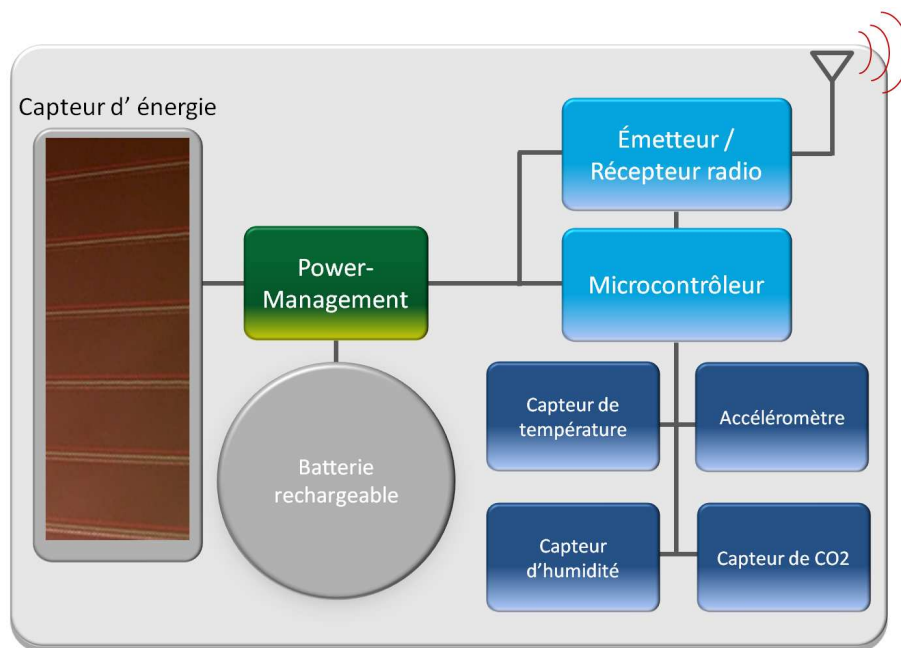 Capteur d’ énergie
Émetteur /
Récepteur radio
Power-
Management
Microcontrôleur
Capteur de
température
Accéléromètre
Batterie
rechargeable
Capteur
d'humidité
Capteur de CO2